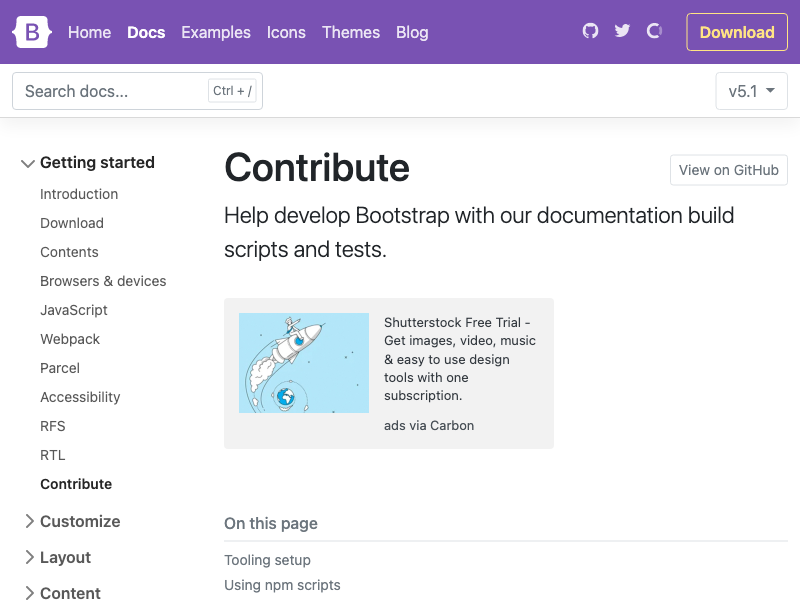 B Home Docs Examples Icons Themes Blog Download
Search docs... Ctrl + / v5.1
Getting started
Introduction
Download
Contents
Browsers & devices
JavaScript
Webpack
Parcel
Accessibility
RFS
RTL
Contribute
Customize
Layout
Content
Contribute
View on GitHub
Help develop Bootstrap with our documentation build
scripts and tests.
Shutterstock Free Trial -
Get images, video, music
& easy to use design
tools with one
subscription.
ads via Carbon
On this page
Tooling setup
Using npm scripts